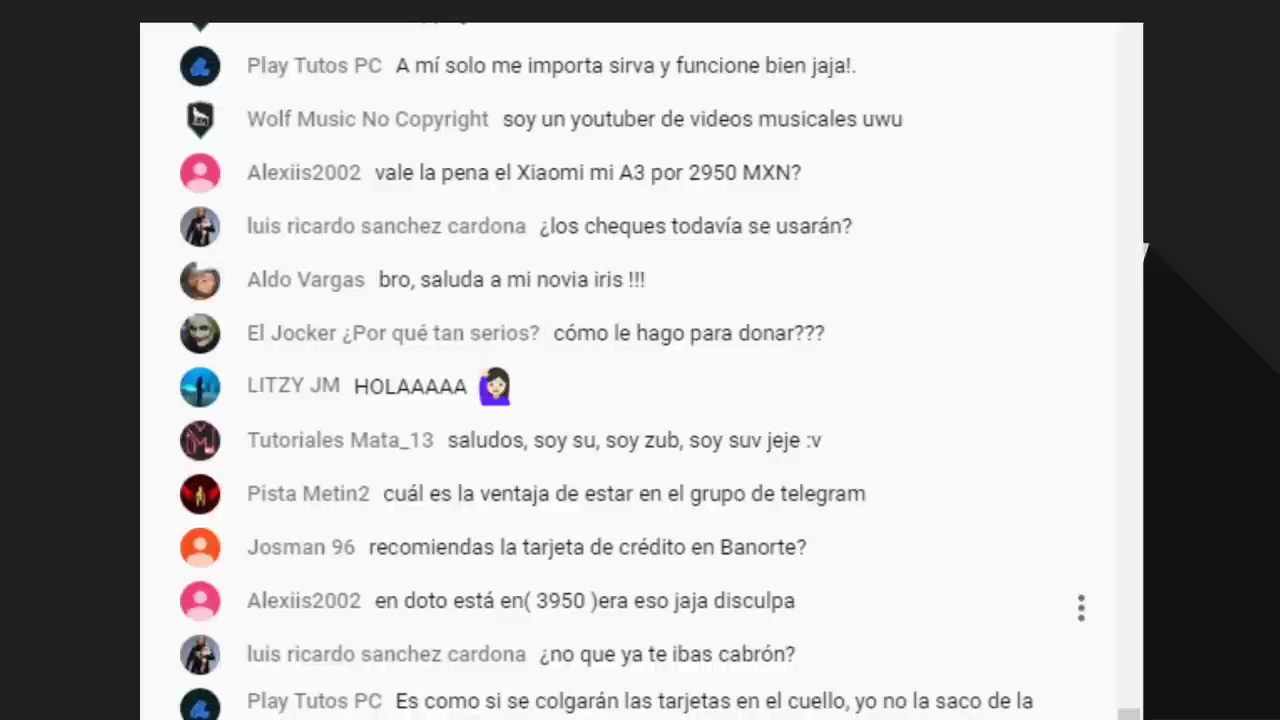 Play Tutos PC A mí solo me importa sirva y funcione bien jaja!.
Wolf Music No Copyright soy un youtuber de videos musicales uwu
Alexiis2002 vale la pena el Xiaomi mi A3 por 2950 MXN?
luis ricardo sanchez cardona ¿los cheques todavía se usarán?
Aldo Vargas bro, saluda a mi novia iris !!!
El Jocker ¿Por qué tan serios? cómo le hago para donar???
LITZY JM HOLAAAAA
Tutoriales Mata_13 saludos, soy su, soy zub, soy suv jeje :v
Pista Metin2 cuál es la ventaja de estar en el grupo de telegram
Josman 96 recomiendas la tarjeta de crédito en Banorte?
Alexiis2002 en doto está en( 3950 )era eso jaja disculpa
luis ricardo sanchez cardona ¿no que ya te ibas cabrón?
Play Tutos PC Es como si se colgarán las tarjetas en el cuello, yo no la saco de la